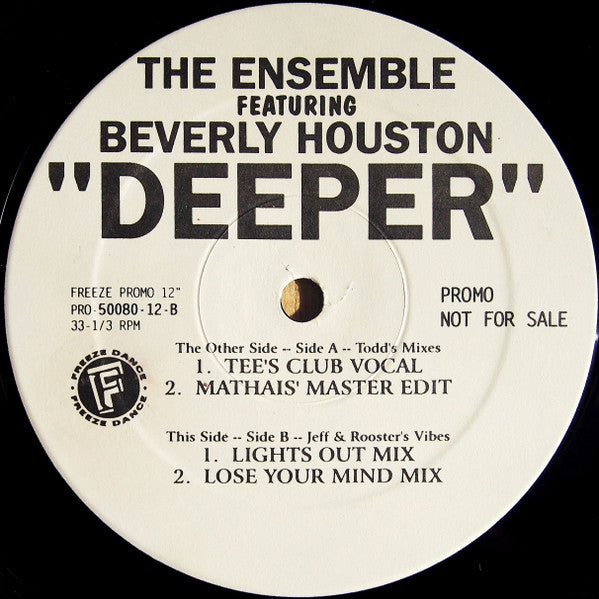 THE ENSEMBLE
FEATURING
BEVERLY HOUSTON
"DEEPER"
FREEZE PROMO 12"
PRO-50080-12-B
33-1/3 RPM
PROMO
NOT FOR SALE
The Other Side -- Side A -- Todd's Mixes
1. TEE'S CLUB VOCAL
2. MATHAIS' MASTER EDIT
• FREEZE DANCE •
F
FREEZE DANCE
This Side -- Side B -- Jeff & Rooster's Vibes
1. LIGHTS OUT MIX
2. LOSE YOUR MIND MIX